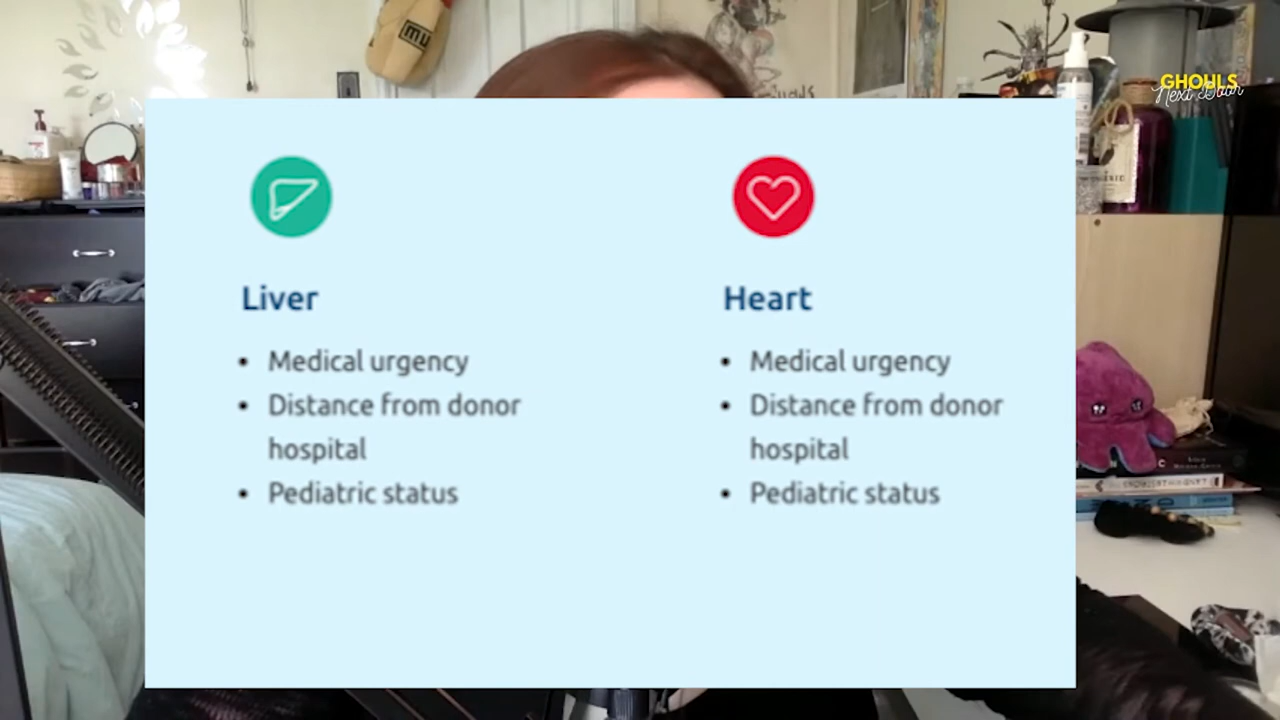 GHOULS
Next Door
Liver
• Medical urgency
• Distance from donor
hospital
• Pediatric status
Heart
• Medical urgency
• Distance from donor
hospital
• Pediatric status